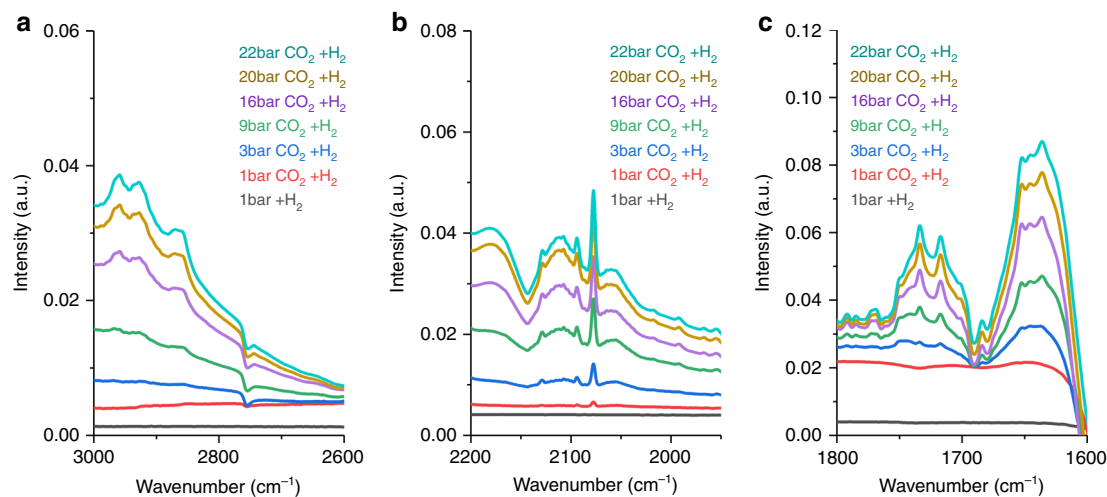 a
0.06
0.04
0.02
0.00
Intensity (a.u.)
3000
2800
2600
Wavenumber (cm⁻¹)
22bar CO₂ +H₂
20bar CO₂ +H₂
16bar CO₂ +H₂
9bar CO₂ +H₂
3bar CO₂ +H₂
1bar CO₂ +H₂
1bar +H₂
b
0.08
0.06
0.04
0.02
0.00
Intensity (a.u.)
2200
2100
2000
Wavenumber (cm⁻¹)
22bar CO₂ +H₂
20bar CO₂ +H₂
16bar CO₂ +H₂
9bar CO₂ +H₂
3bar CO₂ +H₂
1bar CO₂ +H₂
1bar +H₂
c
0.12
0.10
0.08
0.06
0.04
0.02
0.00
Intensity (a.u.)
1800
1700
1600
Wavenumber (cm⁻¹)
22bar CO₂ +H₂
20bar CO₂ +H₂
16bar CO₂ +H₂
9bar CO₂ +H₂
3bar CO₂ +H₂
1bar CO₂ +H₂
1bar +H₂